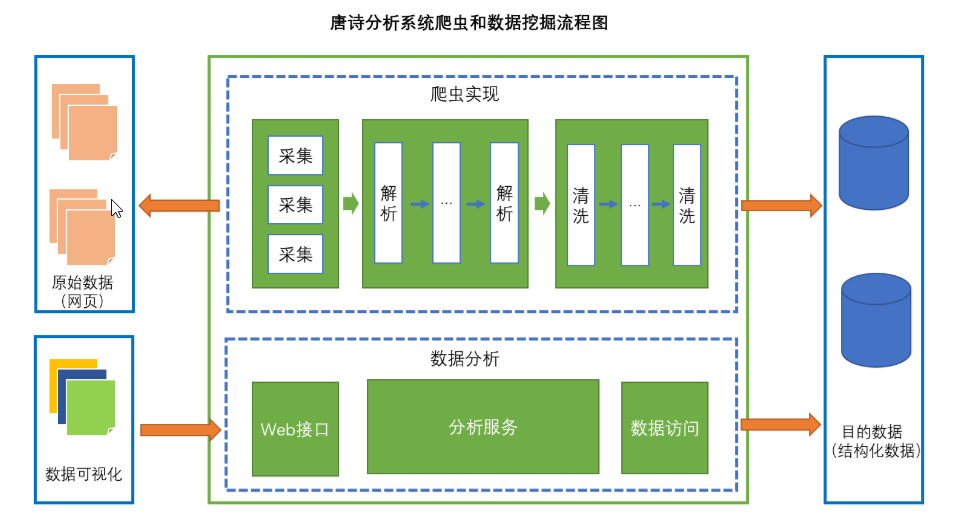 唐诗分析系统爬虫和数据挖掘流程图
爬虫实现
采集
采集
采集
解析
...
解析
清洗
...
清洗
原始数据
（网页）
数据分析
Web接口
分析服务
数据访问
数据可视化
目的数据
（结构化数据）